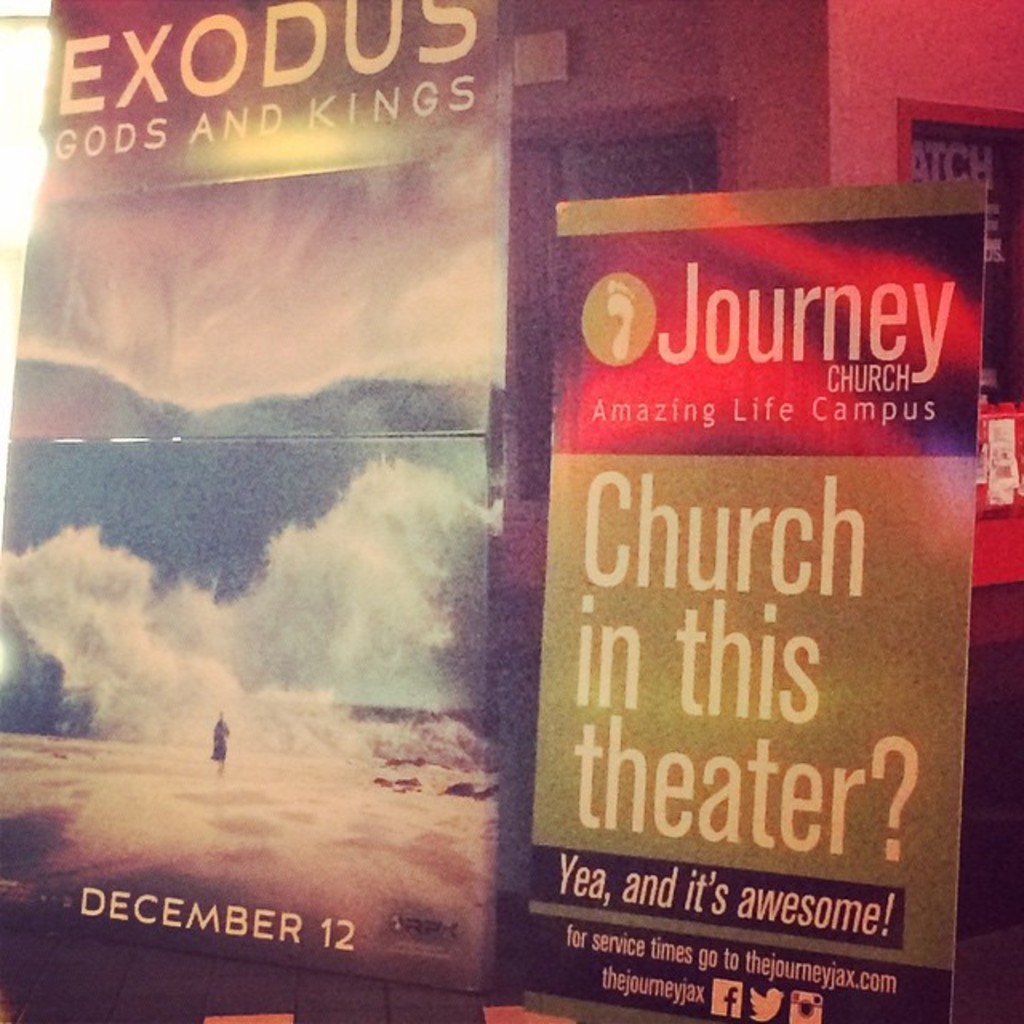 EXODUS
GODS AND KINGS
DECEMBER 12
Journey
CHURCH
Amazing Life Campus
Church
in this
theater?
Yea, and it's awesome!
for service times go to thejourneyjax.com
thejourneyjax
ATCH